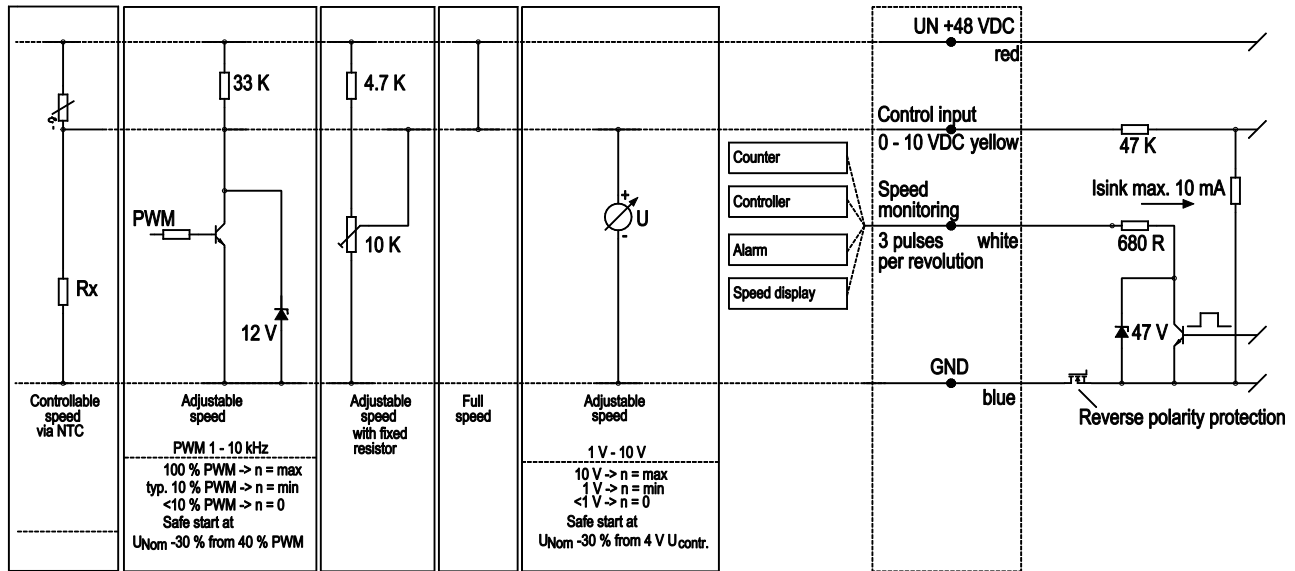 UN +48 VDC
red
33 K
4.7 K
Control input
0 - 10 VDC yellow
47 K
Counter
Controller
Alarm
Speed display
Speed
monitoring
3 pulses white
per revolution
Isink max. 10 mA
680 R
PWM
+
U
-
10 K
Rx
12 V
47 V
GND
blue
Reverse polarity protection
Controllable
speed
via NTC
Adjustable
speed
PWM 1 - 10 kHz
100 % PWM -> n = max
typ. 10 % PWM -> n = min
<10 % PWM -> n = 0
Safe start at
UNom -30 % from 40 % PWM
Adjustable
speed
with fixed
resistor
Full
speed
Adjustable
speed
1 V - 10 V
10 V -> n = max
1 V -> n = min
<1 V -> n = 0
Safe start at
UNom -30 % from 4 V Ucontr.